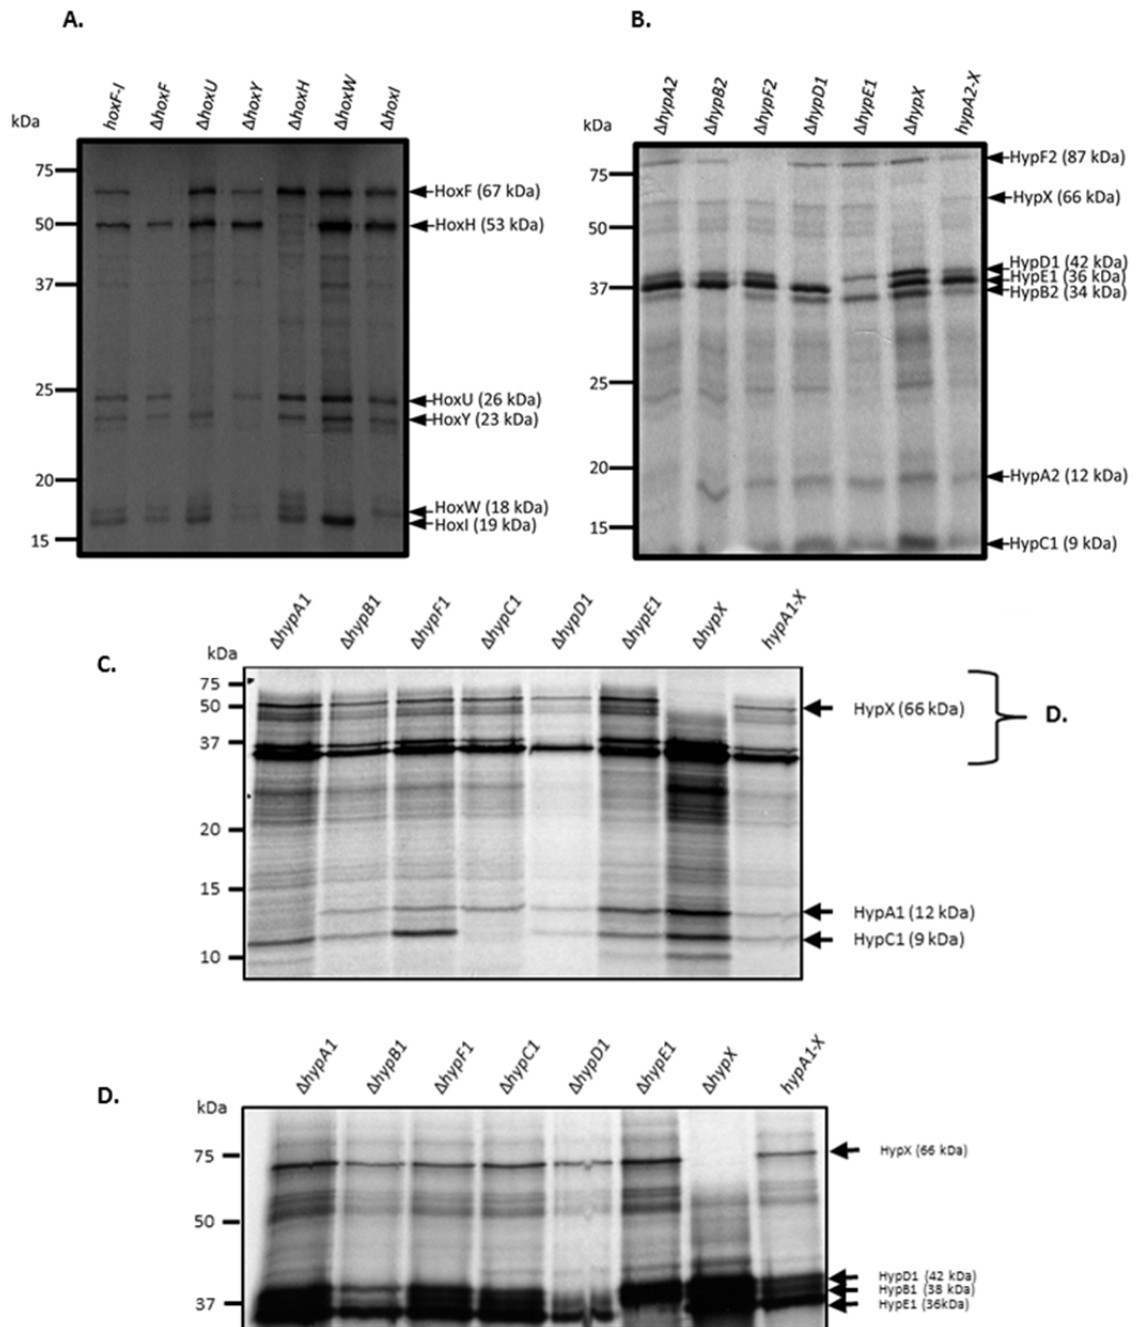 A.
hoxF-I ΔhoxF ΔhoxU ΔhoxY ΔhoxH ΔhoxW ΔhoxI
kDa
75
50
37
25
20
15
HoxF (67 kDa)
HoxH (53 kDa)
HoxU (26 kDa)
HoxY (23 kDa)
HoxW (18 kDa)
HoxI (19 kDa)
B.
ΔhypA2 ΔhypB2 ΔhypF2 ΔhypD1 ΔhypE1 ΔhypX hypA2-X
kDa
75
50
37
25
20
15
HypF2 (87 kDa)
HypX (66 kDa)
HypD1 (42 kDa)
HypE1 (36 kDa)
HypB2 (34 kDa)
HypA2 (12 kDa)
HypC1 (9 kDa)
C.
ΔhypA1 ΔhypB1 ΔhypF1 ΔhypC1 ΔhypD1 ΔhypE1 ΔhypX hypA1-X
kDa
75
50
37
20
15
10
HypX (66 kDa)
D.
HypA1 (12 kDa)
HypC1 (9 kDa)
D.
ΔhypA1 ΔhypB1 ΔhypF1 ΔhypC1 ΔhypD1 ΔhypE1 ΔhypX hypA1-X
kDa
75
50
37
HypX (66 kDa)
HypD1 (42 kDa)
HypB1 (38 kDa)
HypE1 (36kDa)